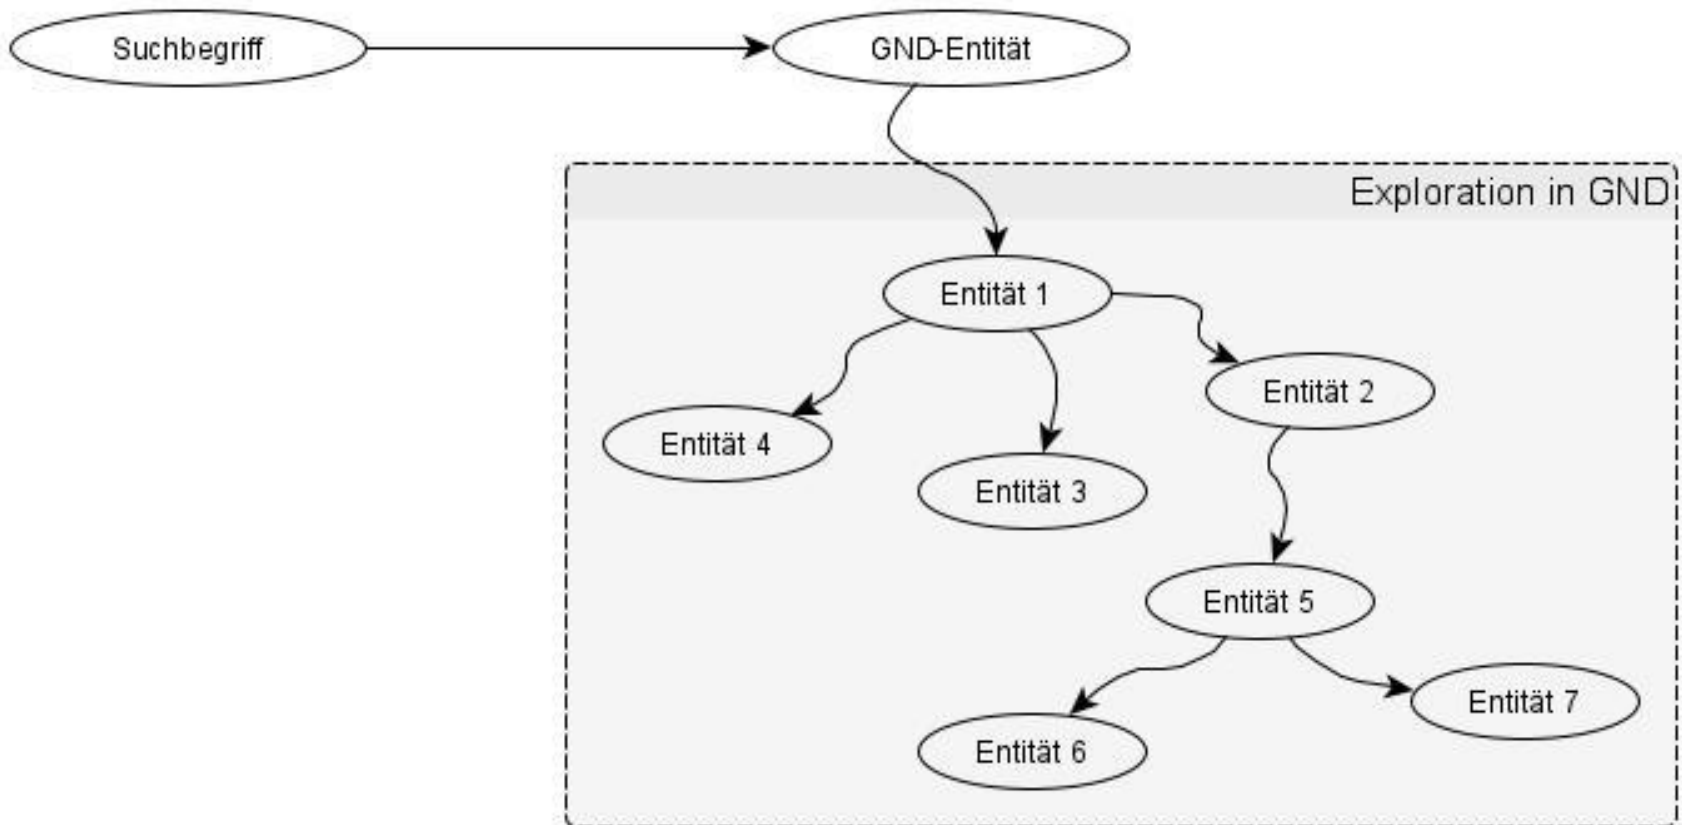 Suchbegriff
GND-Entität
Exploration in GND
Entität 1
Entität 2
Entität 4
Entität 3
Entität 5
Entität 7
Entität 6